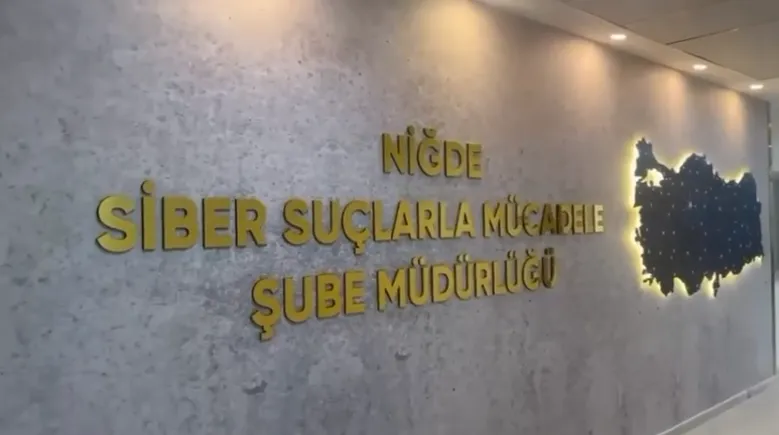 NİĞDE
SİBER SUÇLARLA MÜCADELE
ŞUBE MÜDÜRLÜĞÜ